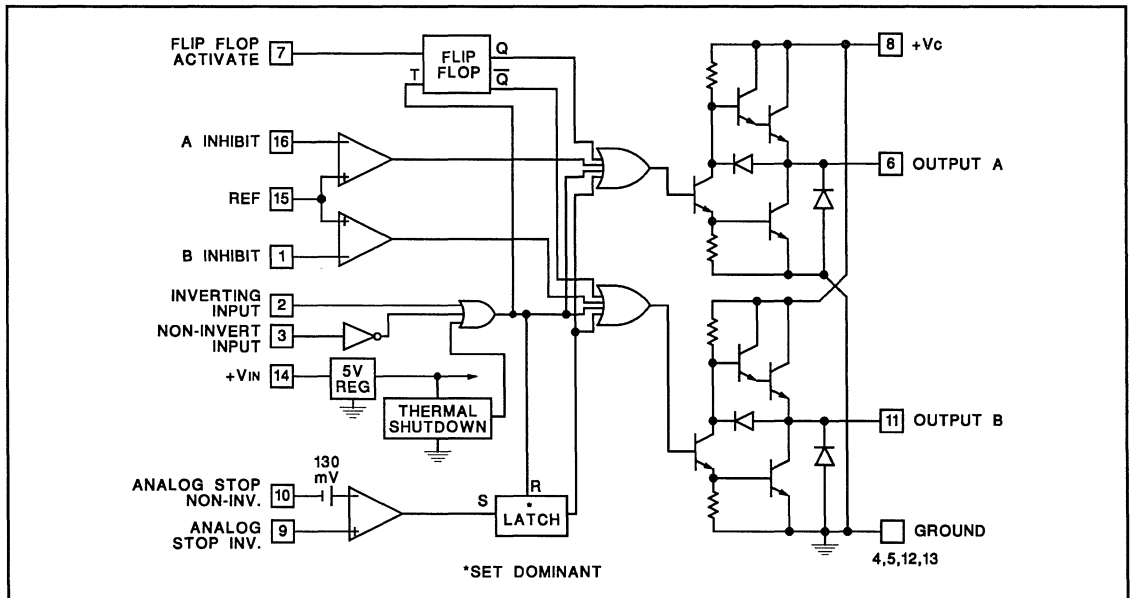 FLIP FLOP
ACTIVATE
7
FLIP
FLOP
T
Q
Q̅
8
+VC
A INHIBIT
16
REF
15
B INHIBIT
1
6
OUTPUT A
INVERTING
INPUT
2
NON-INVERT
INPUT
3
+VIN
14
5V
REG
THERMAL
SHUTDOWN
11
OUTPUT B
130
mV
ANALOG STOP
NON-INV.
10
ANALOG
STOP INV.
9
S
R
*
LATCH
GROUND
4,5,12,13
*SET DOMINANT
+
-
+
-
-
+